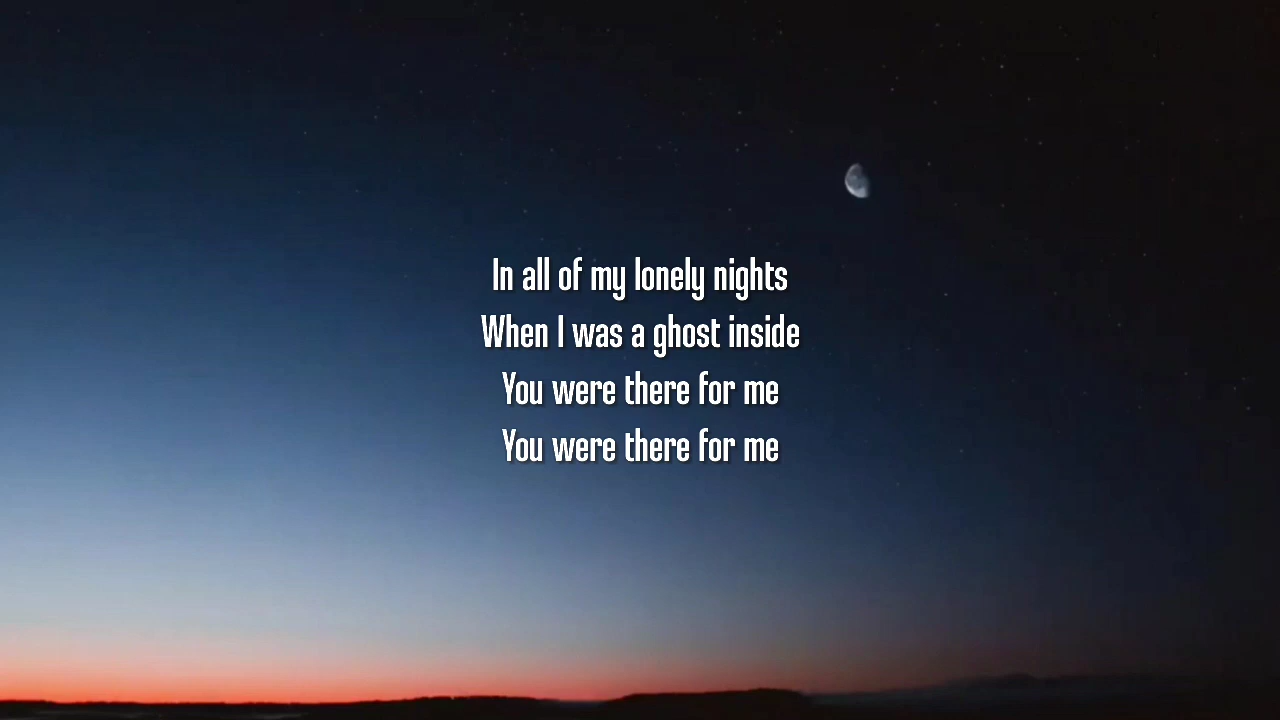 In all of my lonely nights
When I was a ghost inside
You were there for me
You were there for me